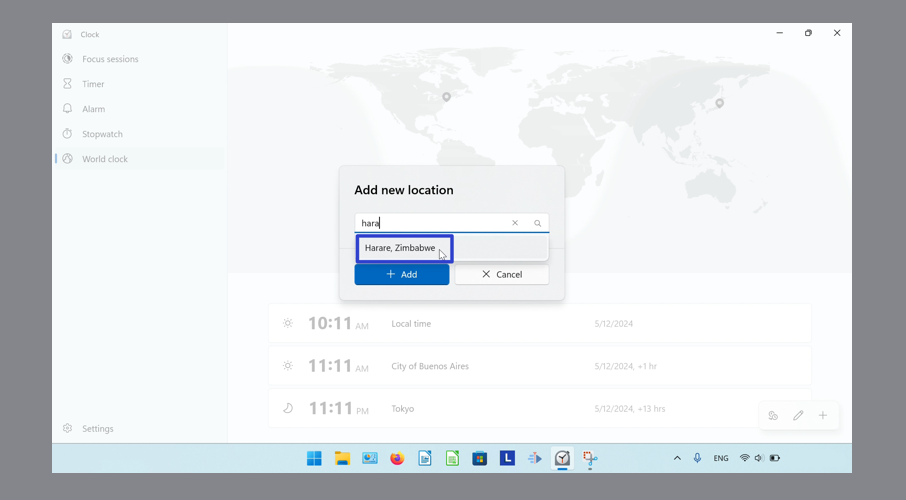 Clock
Focus sessions
Timer
Alarm
Stopwatch
World clock
Add new location
hara
Harare, Zimbabwe
Add
Cancel
10:11 AM Local time 5/12/2024
11:11 AM City of Buenos Aires 5/12/2024, +1 hr
11:11 PM Tokyo 5/12/2024, +13 hrs
Settings
L
ENG